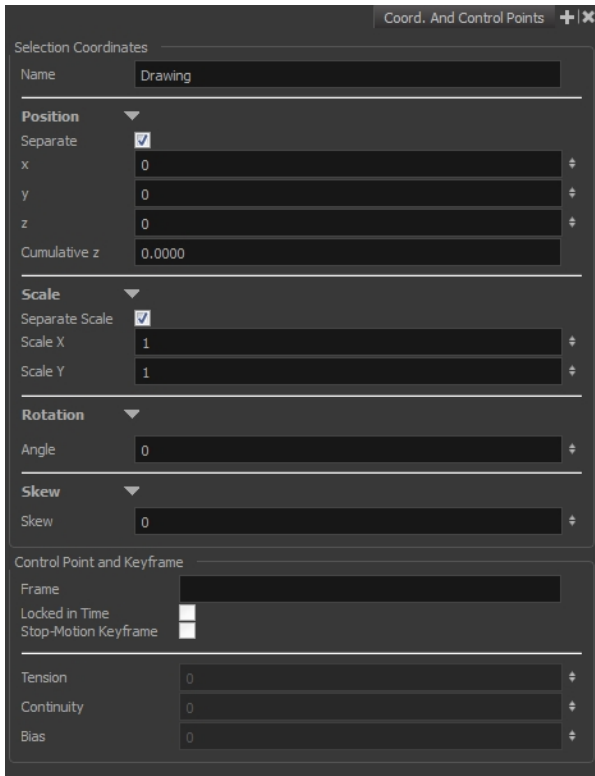 Coord. And Control Points
Selection Coordinates
Name Drawing
Position
Separate
x 0
y 0
z 0
Cumulative z 0.0000
Scale
Separate Scale
Scale X 1
Scale Y 1
Rotation
Angle 0
Skew
Skew 0
Control Point and Keyframe
Frame
Locked in Time
Stop-Motion Keyframe
Tension 0
Continuity 0
Bias 0